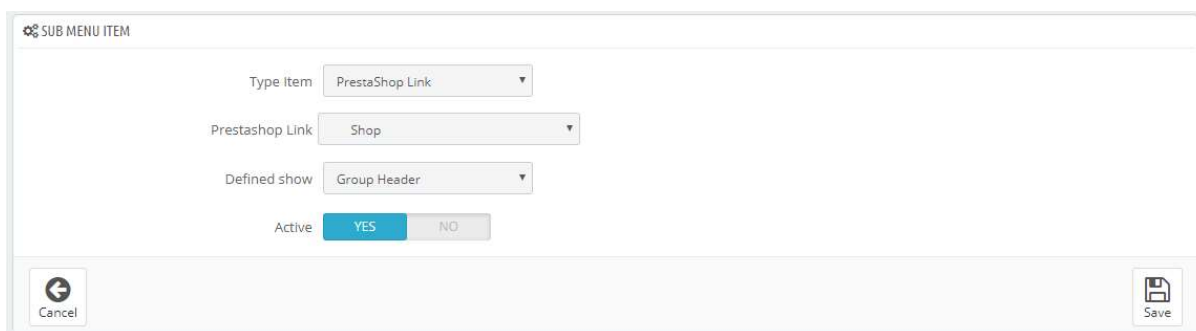 SUB MENU ITEM
Type Item PrestaShop Link
Prestashop Link Shop
Defined show Group Header
Active YES NO
Cancel Save